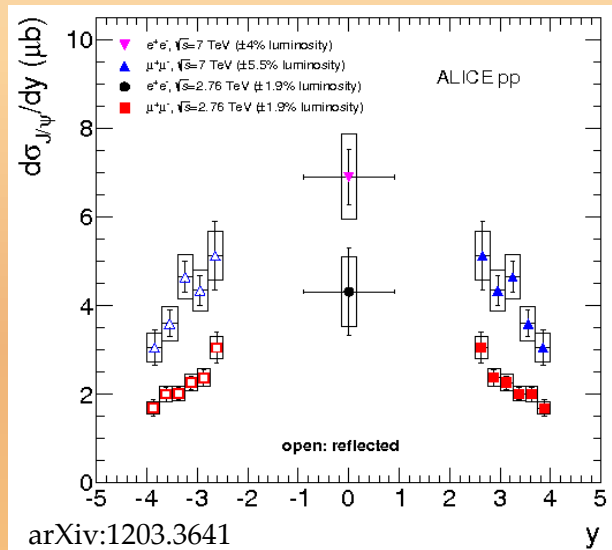 e⁺e⁻, √s=7 TeV (±4% luminosity)
μ⁺μ⁻, √s=7 TeV (±5.5% luminosity)
e⁺e⁻, √s=2.76 TeV (±1.9% luminosity)
μ⁺μ⁻, √s=2.76 TeV (±1.9% luminosity)
ALICE pp
dσ_J/ψ/dy (μb)
10
8
6
4
2
0
open: reflected
-5 -4 -3 -2 -1 0 1 2 3 4 5
y
arXiv:1203.3641